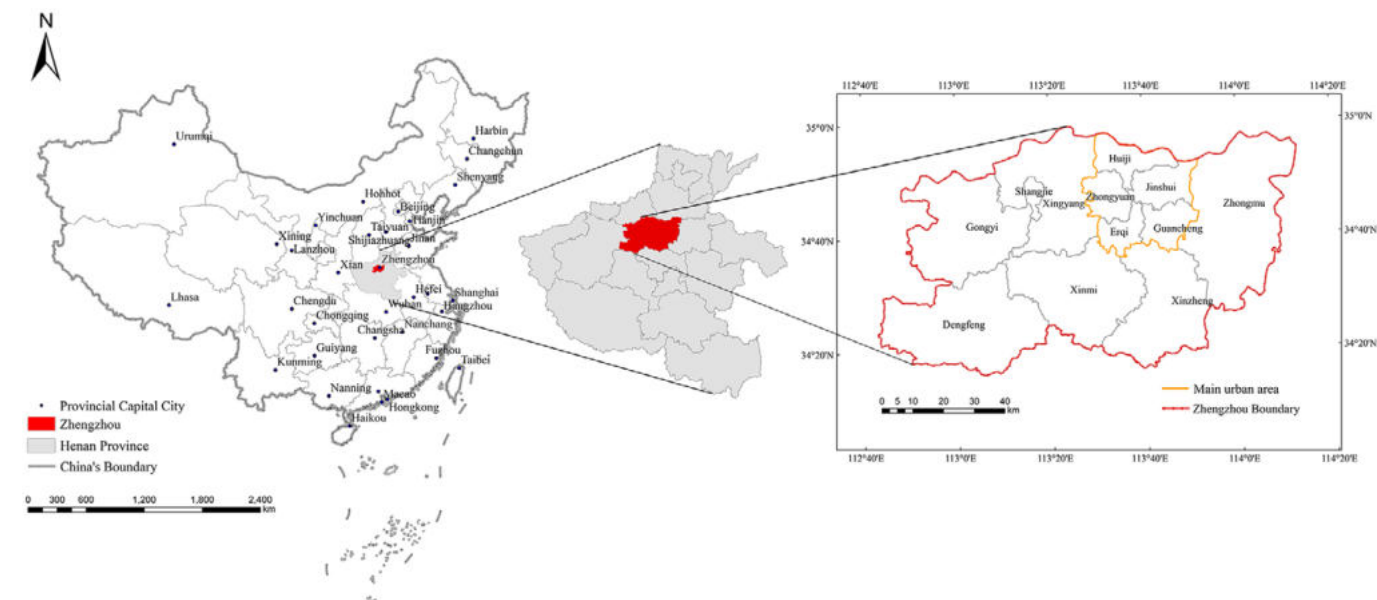 N
Urumqi
Harbin
Changchun
Shenyang
Hohhot
Beijing
Tianjin
Yinchuan
Taiyuan
Shijiazhuang
Jinan
Xining
Lanzhou
Xian
Zhengzhou
Lhasa
Chengdu
Chongqing
Hefei
Shanghai
Wuhan
Hangzhou
Changsha
Nanchang
Guiyang
Fuzhou
Kunming
Taibei
Nanning
Macao
Hongkong
Haikou
Provincial Capital City
Zhengzhou
Henan Province
China's Boundary
0 300 600 1,200 1,800 2,400
km
112°40'E 113°0'E 113°20'E 113°40'E 114°0'E 114°20'E
35°0'N 35°0'N
34°40'N 34°40'N
34°20'N 34°20'N
Huiji
Shangjie
Xingyang
Zhongyuan
Jinshui
Zhongmu
Gongyi
Erqi
Guancheng
Xinmi
Xinzheng
Dengfeng
Main urban area
Zhengzhou Boundary
0 5 10 20 30 40
km
112°40'E 113°0'E 113°20'E 113°40'E 114°0'E 114°20'E